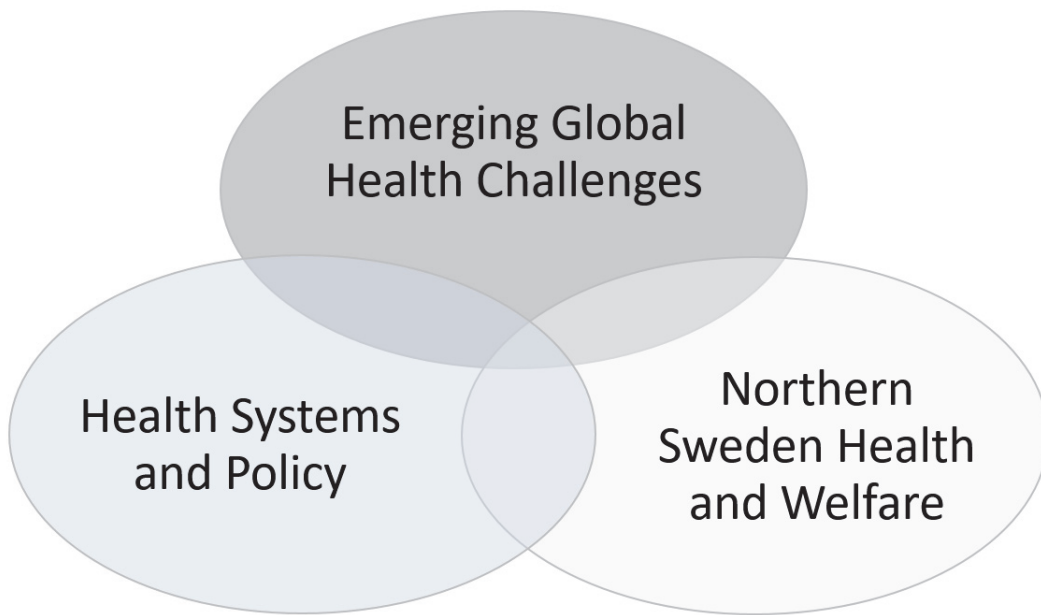 Emerging Global
Health Challenges
Health Systems
and Policy
Northern
Sweden Health
and Welfare